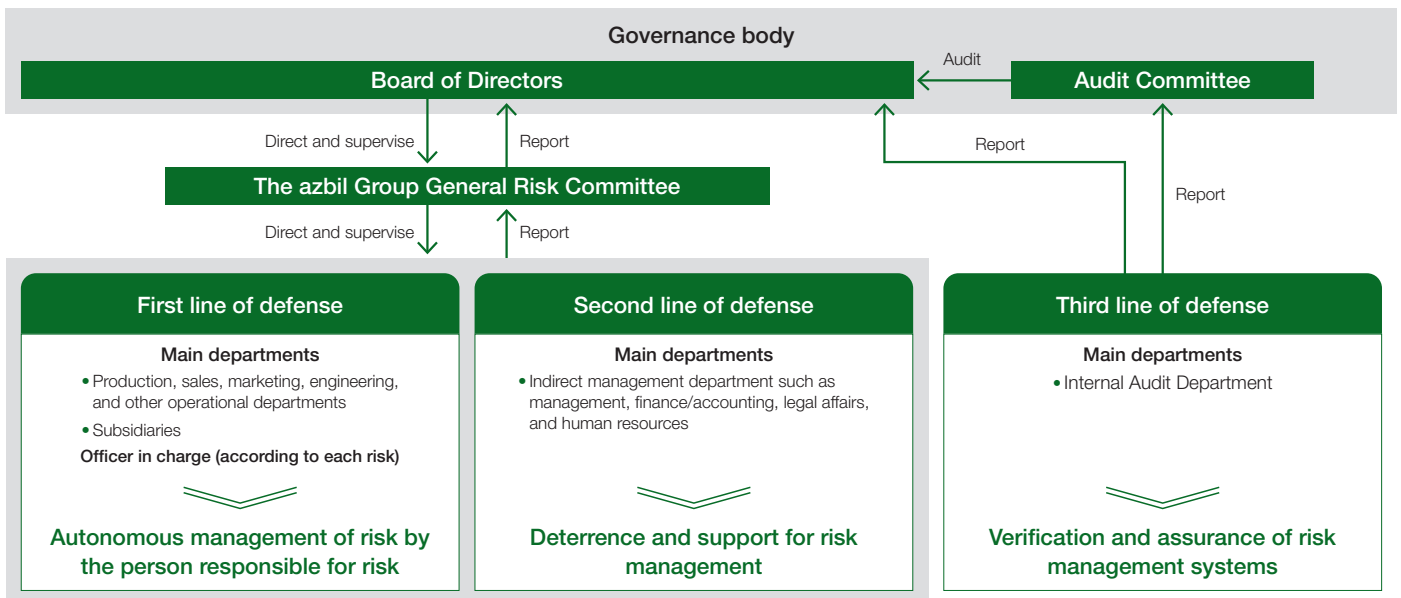 Governance body
Board of Directors
Audit
Audit Committee
Direct and supervise
Report
Report
Report
The azbil Group General Risk Committee
Direct and supervise
Report
First line of defense
Main departments
• Production, sales, marketing, engineering,
and other operational departments
• Subsidiaries
Officer in charge (according to each risk)
Autonomous management of risk by
the person responsible for risk
Second line of defense
Main departments
• Indirect management department such as
management, finance/accounting, legal affairs,
and human resources
Deterrence and support for risk
management
Third line of defense
Main departments
• Internal Audit Department
Verification and assurance of risk
management systems